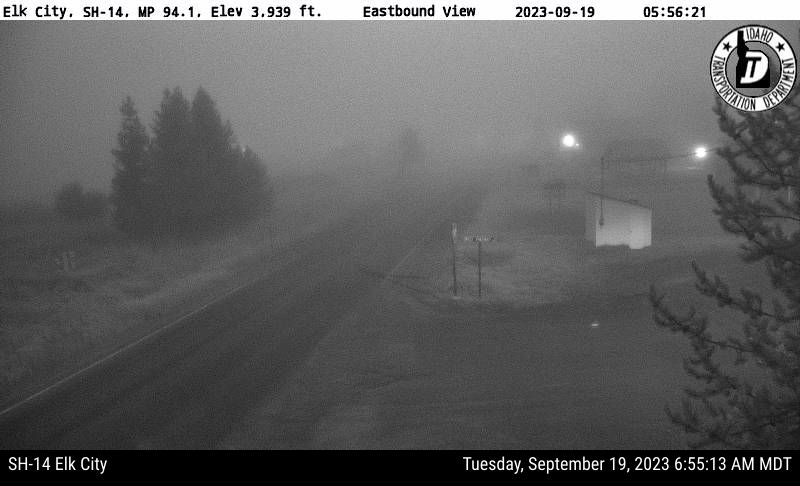 Elk City, SH-14, MP 94.1, Elev 3,939 ft. Eastbound View 2023-09-19 05:56:21
IDAHO
TRANSPORTATION DEPARTMENT
SH-14 Elk City
Tuesday, September 19, 2023 6:55:13 AM MDT